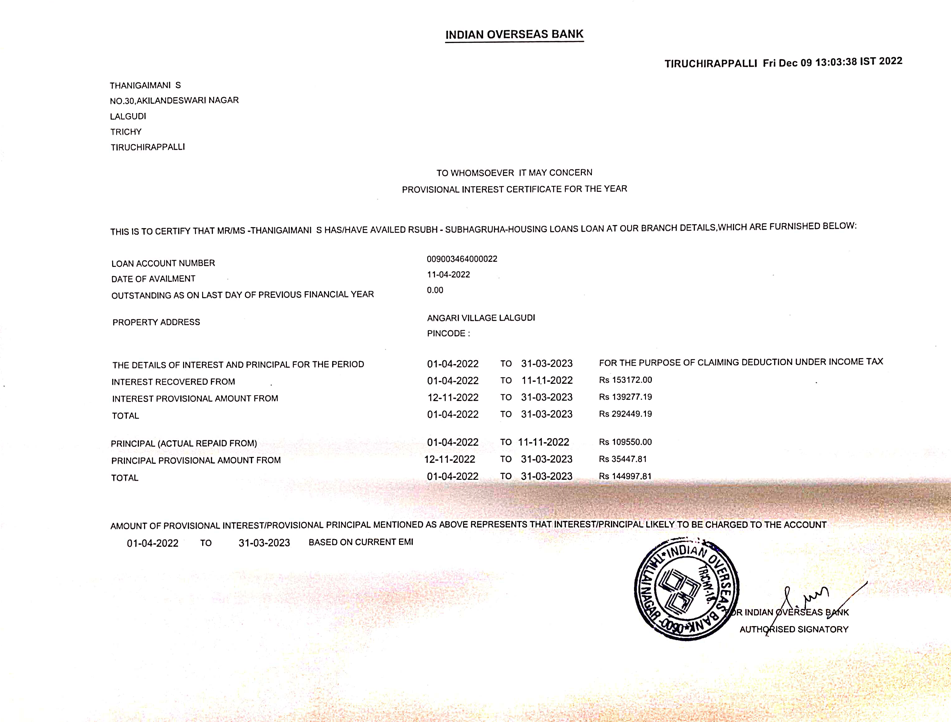 INDIAN OVERSEAS BANK
TIRUCHIRAPPALLI Fri Dec 09 13:03:38 IST 2022
THANIGAIMANI S
NO.30,AKILANDESWARI NAGAR
LALGUDI
TRICHY
TIRUCHIRAPPALLI
TO WHOMSOEVER IT MAY CONCERN
PROVISIONAL INTEREST CERTIFICATE FOR THE YEAR
THIS IS TO CERTIFY THAT MR/MS -THANIGAIMANI S HAS/HAVE AVAILED RSUBH - SUBHAGRUHA-HOUSING LOANS LOAN AT OUR BRANCH DETAILS,WHICH ARE FURNISHED BELOW:
LOAN ACCOUNT NUMBER 009003464000022
DATE OF AVAILMENT 11-04-2022
OUTSTANDING AS ON LAST DAY OF PREVIOUS FINANCIAL YEAR 0.00
PROPERTY ADDRESS ANGARI VILLAGE LALGUDI
PINCODE :
THE DETAILS OF INTEREST AND PRINCIPAL FOR THE PERIOD 01-04-2022 TO 31-03-2023 FOR THE PURPOSE OF CLAIMING DEDUCTION UNDER INCOME TAX
INTEREST RECOVERED FROM 01-04-2022 TO 11-11-2022 Rs 153172.00
INTEREST PROVISIONAL AMOUNT FROM 12-11-2022 TO 31-03-2023 Rs 139277.19
TOTAL 01-04-2022 TO 31-03-2023 Rs 292449.19
PRINCIPAL (ACTUAL REPAID FROM) 01-04-2022 TO 11-11-2022 Rs 109550.00
PRINCIPAL PROVISIONAL AMOUNT FROM 12-11-2022 TO 31-03-2023 Rs 35447.81
TOTAL 01-04-2022 TO 31-03-2023 Rs 144997.81
AMOUNT OF PROVISIONAL INTEREST/PROVISIONAL PRINCIPAL MENTIONED AS ABOVE REPRESENTS THAT INTEREST/PRINCIPAL LIKELY TO BE CHARGED TO THE ACCOUNT
01-04-2022 TO 31-03-2023 BASED ON CURRENT EMI
INDIAN OVERSEAS BANK
THILLAINAGAR-0090
TRICHY-18
INDIAN OVERSEAS BANK
AUTHORISED SIGNATORY